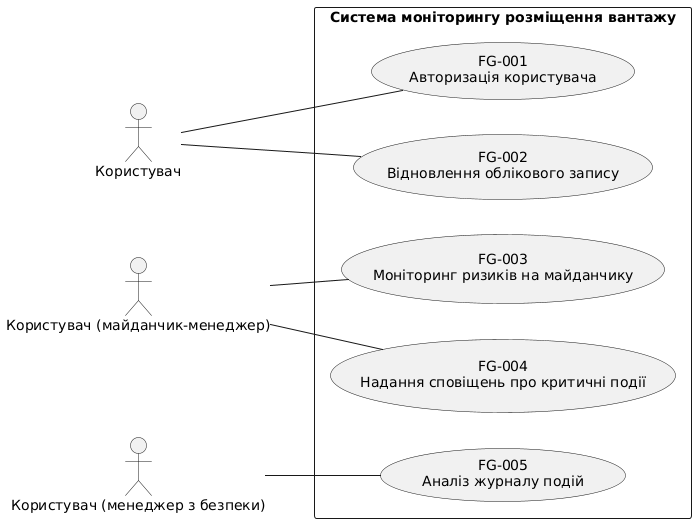 Система моніторингу розміщення вантажу
FG-001
Авторизація користувача
Користувач
FG-002
Відновлення облікового запису
FG-003
Моніторинг ризиків на майданчику
Користувач (майданчик-менеджер)
FG-004
Надання сповіщень про критичні події
FG-005
Аналіз журналу подій
Користувач (менеджер з безпеки)